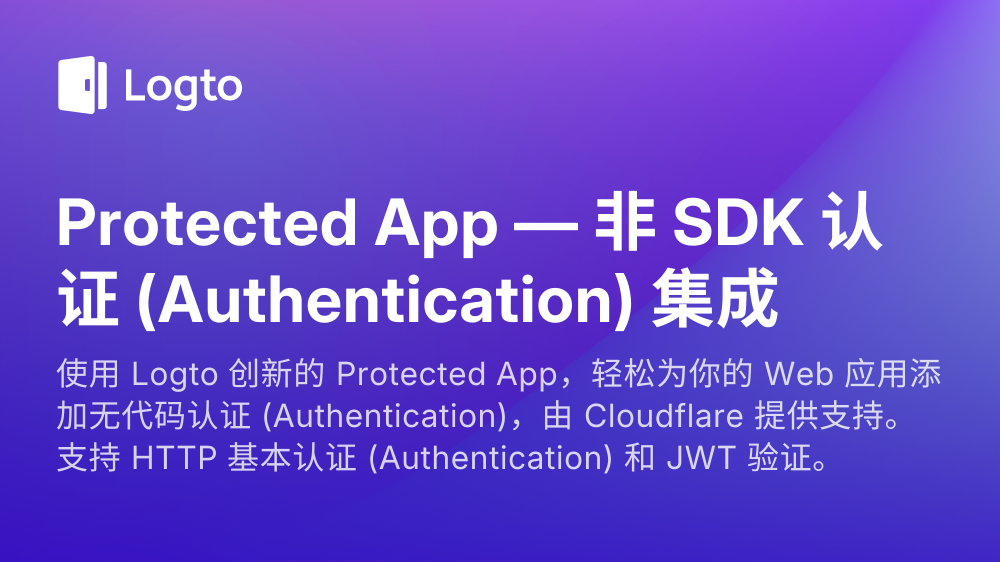 Logto
Protected App — 非 SDK 认
证 (Authentication) 集成
使用 Logto 创新的 Protected App，轻松为你的 Web 应用添
加无代码认证 (Authentication)，由 Cloudflare 提供支持。
支持 HTTP 基本认证 (Authentication) 和 JWT 验证。